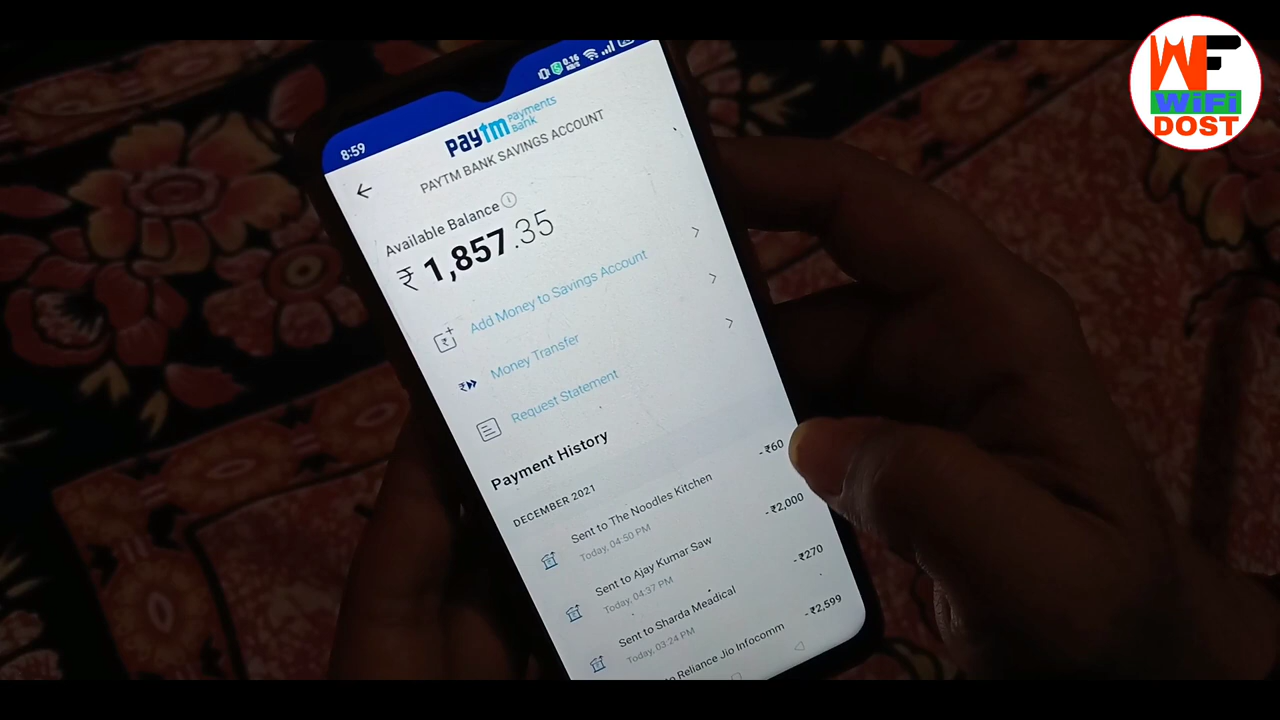 WF
WiFi
DOST
8:59
0.16
KB/S
paytm Payments
Bank
PAYTM BANK SAVINGS ACCOUNT
Available Balance
₹ 1,857.35
Add Money to Savings Account
Money Transfer
Request Statement
Payment History
DECEMBER 2021
Sent to The Noodles Kitchen -₹60
Today, 04:50 PM
Sent to Ajay Kumar Saw -₹2,000
Today, 04:37 PM
Sent to Sharda Meadical -₹270
Today, 03:24 PM
Reliance Jio Infocomm -₹2,599